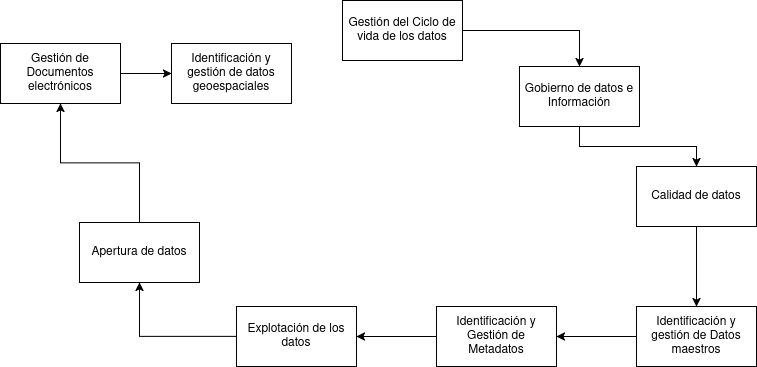 Gestión del Ciclo de
vida de los datos
Gobierno de datos e
Información
Calidad de datos
Identificación y
gestión de Datos
maestros
Identificación y
Gestión de
Metadatos
Explotación de los
datos
Apertura de datos
Gestión de
Documentos
electrónicos
Identificación y
gestión de datos
geoespaciales